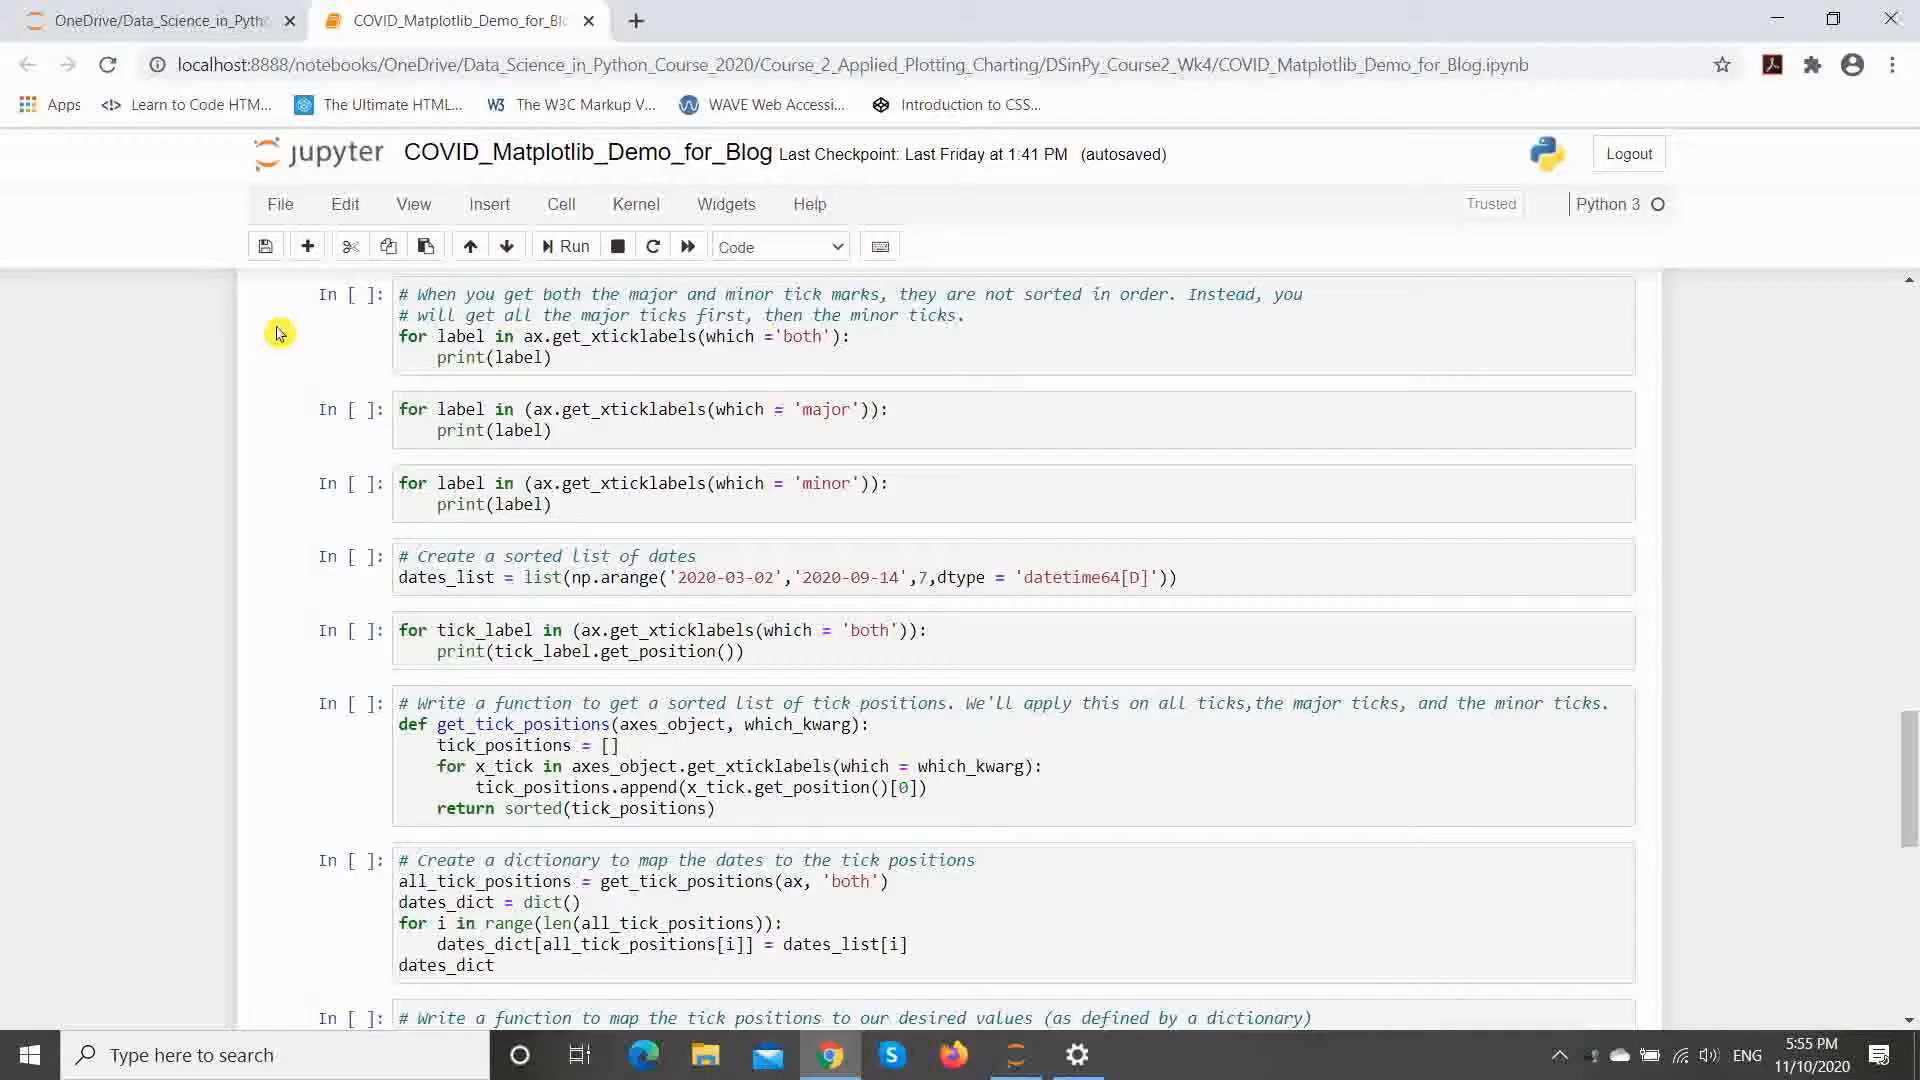 OneDrive/Data_Science_in_Pyth
COVID_Matplotlib_Demo_for_Bl
localhost:8888/notebooks/OneDrive/Data_Science_in_Python_Course_2020/Course_2_Applied_Plotting_Charting/DSinPy_Course2_Wk4/COVID_Matplotlib_Demo_for_Blog.ipynb
Apps Learn to Code HTM... The Ultimate HTML... W3 The W3C Markup V... WAVE Web Accessi... Introduction to CSS...
jupyter COVID_Matplotlib_Demo_for_Blog Last Checkpoint: Last Friday at 1:41 PM (autosaved) Logout
File Edit View Insert Cell Kernel Widgets Help Trusted Python 3
Run Code
In [ ]: # When you get both the major and minor tick marks, they are not sorted in order. Instead, you
# will get all the major ticks first, then the minor ticks.
for label in ax.get_xticklabels(which ='both'):
print(label)
In [ ]: for label in (ax.get_xticklabels(which = 'major')):
print(label)
In [ ]: for label in (ax.get_xticklabels(which = 'minor')):
print(label)
In [ ]: # Create a sorted list of dates
dates_list = list(np.arange('2020-03-02','2020-09-14',7,dtype = 'datetime64[D]'))
In [ ]: for tick_label in (ax.get_xticklabels(which = 'both')):
print(tick_label.get_position())
In [ ]: # Write a function to get a sorted list of tick positions. We'll apply this on all ticks,the major ticks, and the minor ticks.
def get_tick_positions(axes_object, which_kwarg):
tick_positions = []
for x_tick in axes_object.get_xticklabels(which = which_kwarg):
tick_positions.append(x_tick.get_position()[0])
return sorted(tick_positions)
In [ ]: # Create a dictionary to map the dates to the tick positions
all_tick_positions = get_tick_positions(ax, 'both')
dates_dict = dict()
for i in range(len(all_tick_positions)):
dates_dict[all_tick_positions[i]] = dates_list[i]
dates_dict
In [ ]: # Write a function to map the tick positions to our desired values (as defined by a dictionary)
Type here to search
ENG
5:55 PM
11/10/2020